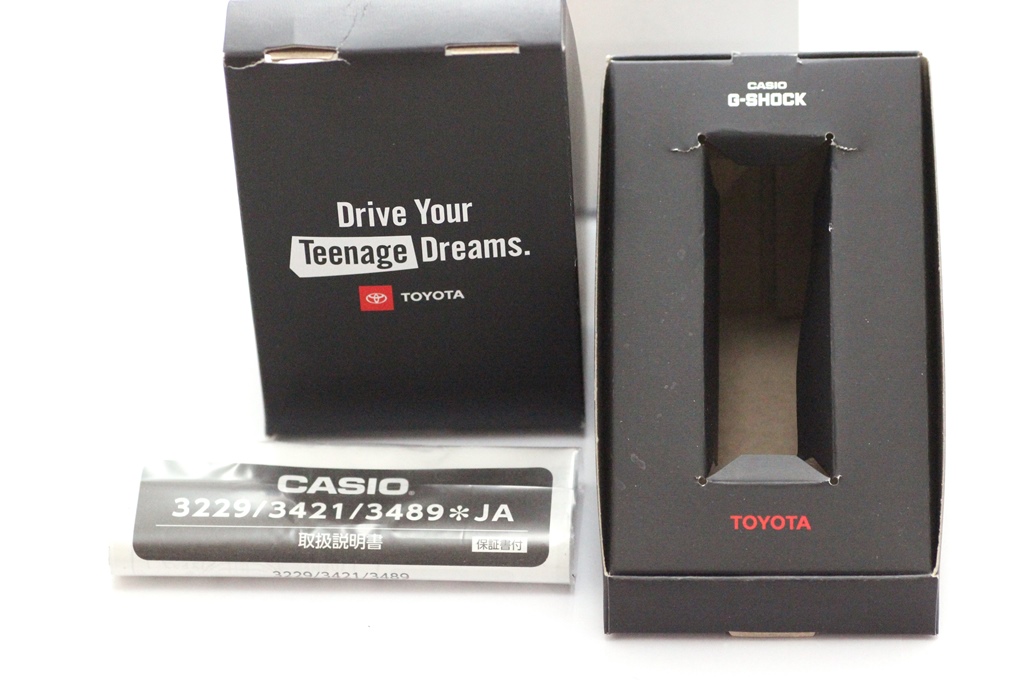 Drive Your
Teenage Dreams.
TOYOTA
CASIO
G-SHOCK
TOYOTA
CASIO®
3229/3421/3489*JA
取扱説明書
保証書付
3229/3421/3489